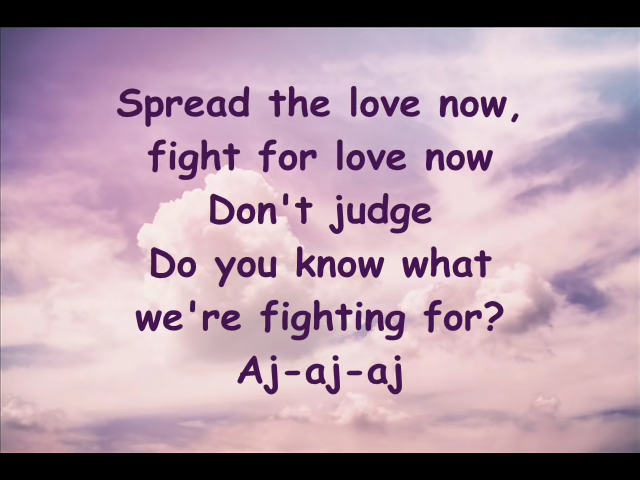 Spread the love now,
fight for love now
Don't judge
Do you know what
we're fighting for?
Aj-aj-aj